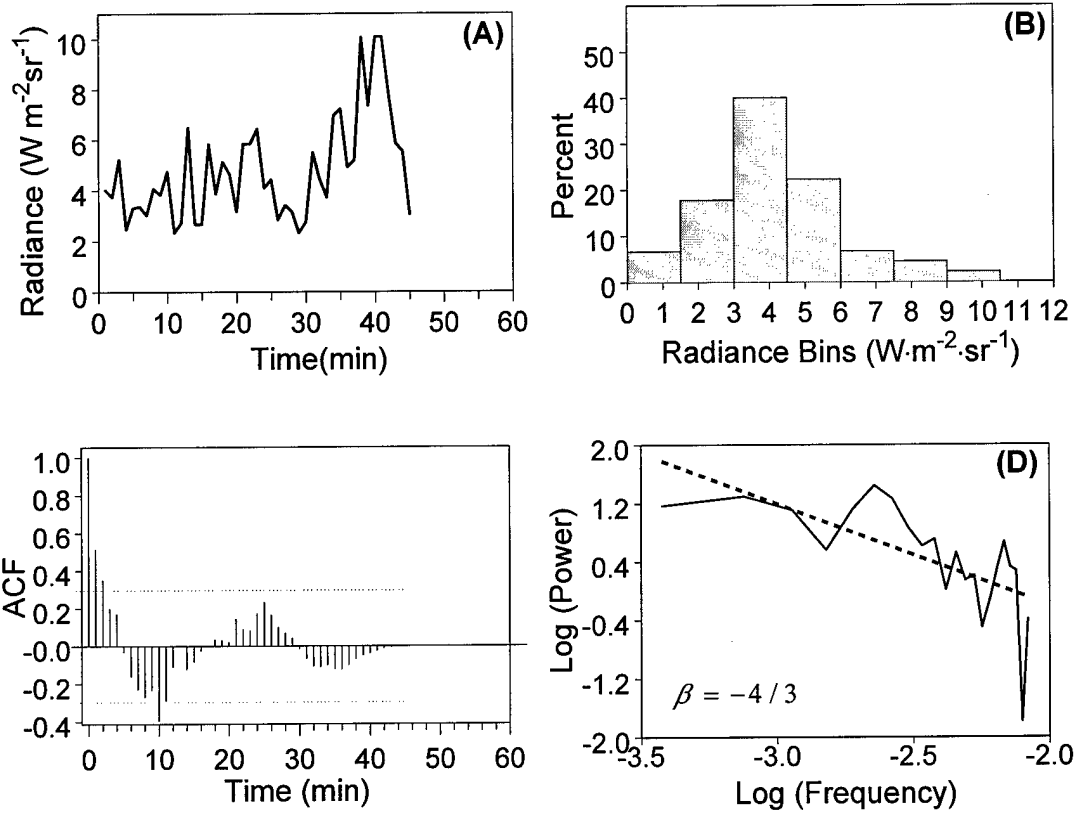 (A)
Radiance (W m-2sr-1)
10
8
6
4
2
0
0 10 20 30 40 50 60
Time(min)
(B)
Percent
50
40
30
20
10
0
0 1 2 3 4 5 6 7 8 9 10 11 12
Radiance Bins (W·m-2·sr-1)
ACF
1.0
0.8
0.6
0.4
0.2
-0.0
-0.2
-0.4
0 10 20 30 40 50 60
Time (min)
(D)
Log (Power)
2.0
1.2
0.4
-0.4
-1.2
-2.0
β = -4 / 3
-3.5 -3.0 -2.5 -2.0
Log (Frequency)